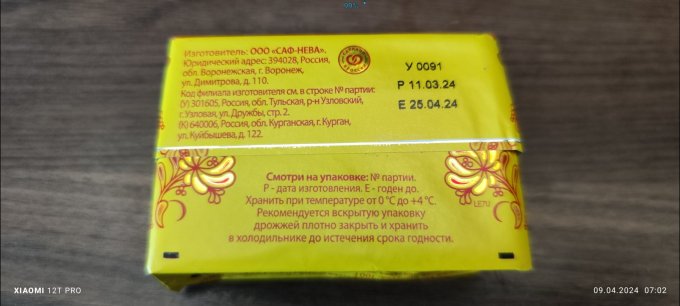 Изготовитель: ООО «САФ-НЕВА».
Юридический адрес: 394028, Россия,
обл. Воронежская, г. Воронеж,
ул. Димитрова, д. 110.
Код филиала изготовителя см. в строке № партии:
(У) 301605, Россия, обл. Тульская, р-н Узловский,
г. Узловая, ул. Дружбы, стр. 2.
(К) 640006, Россия, обл. Курганская, г. Курган,
ул. Куйбышева, д. 122.
У 0091
Р 11.03.24
Е 25.04.24
Смотри на упаковке: № партии.
Р - дата изготовления. Е - годен до.
Хранить при температуре от 0 °С до +4 °С.
Рекомендуется вскрытую упаковку
дрожжей плотно закрыть и хранить
в холодильнике до истечения срока годности.
LE7U
XIAOMI 12T PRO
09.04.2024 07:02